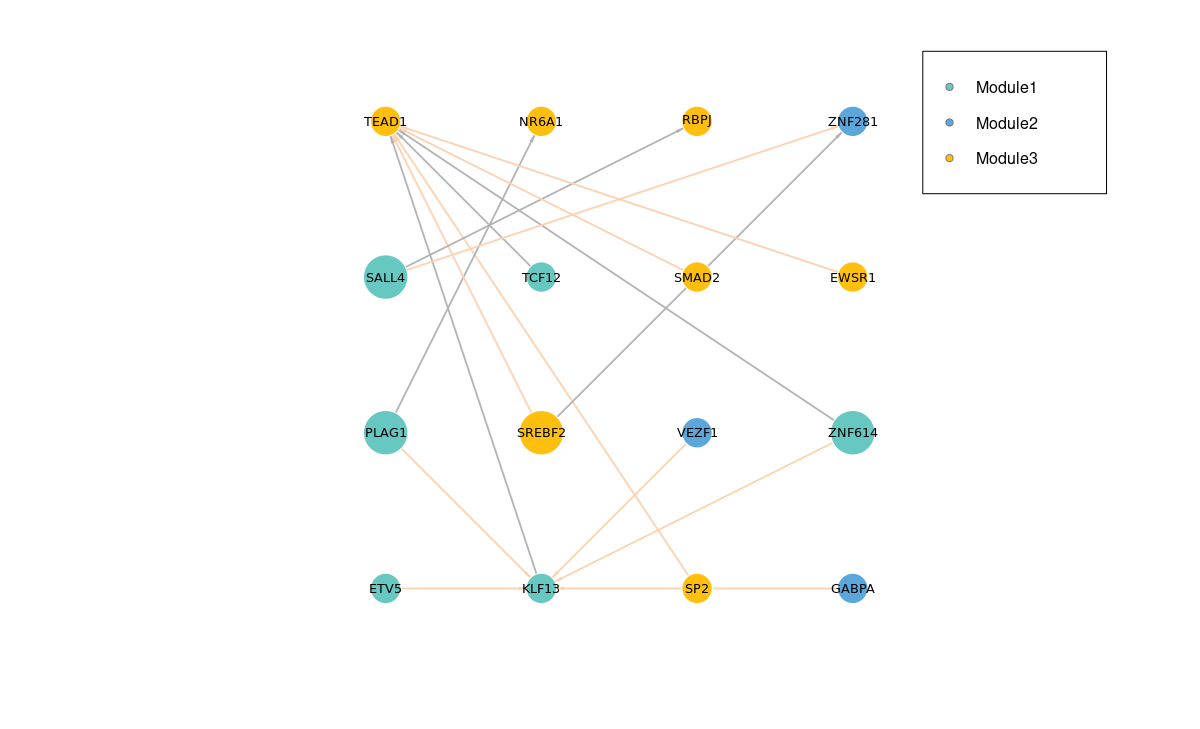 Module1
Module2
Module3
TEAD1 NR6A1 RBPJ ZNF281
SALL4 TCF12 SMAD2 EWSR1
PLAG1 SREBF2 VEZF1 ZNF614
ETV5 KLF13 SP2 GABPA